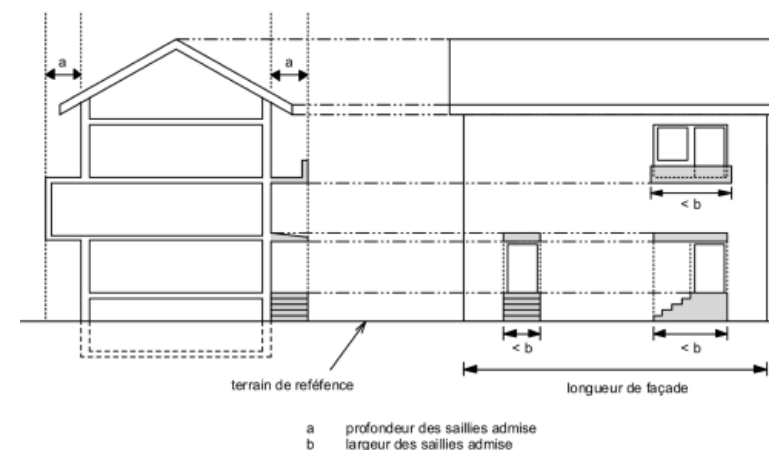 a
a
< b
< b
< b
terrain de reféfence
longueur de façade
a profondeur des saillies admise
b largeur des saillies admise